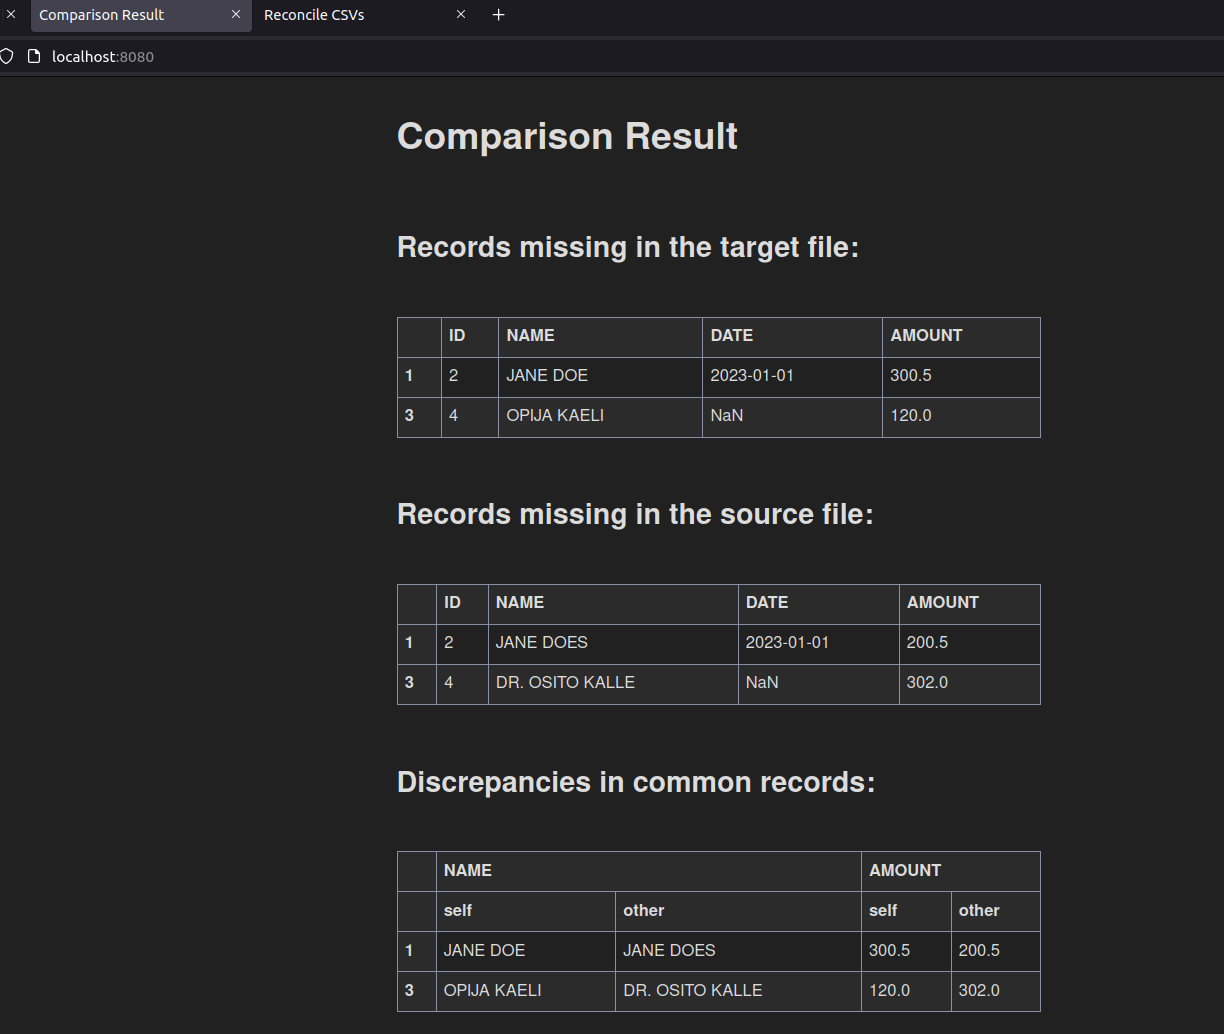 Comparison Result Reconcile CSVs
localhost:8080
Comparison Result
Records missing in the target file:
ID NAME DATE AMOUNT
1 2 JANE DOE 2023-01-01 300.5
3 4 OPIJA KAELI NaN 120.0
Records missing in the source file:
ID NAME DATE AMOUNT
1 2 JANE DOES 2023-01-01 200.5
3 4 DR. OSITO KALLE NaN 302.0
Discrepancies in common records:
NAME AMOUNT
self other self other
1 JANE DOE JANE DOES 300.5 200.5
3 OPIJA KAELI DR. OSITO KALLE 120.0 302.0